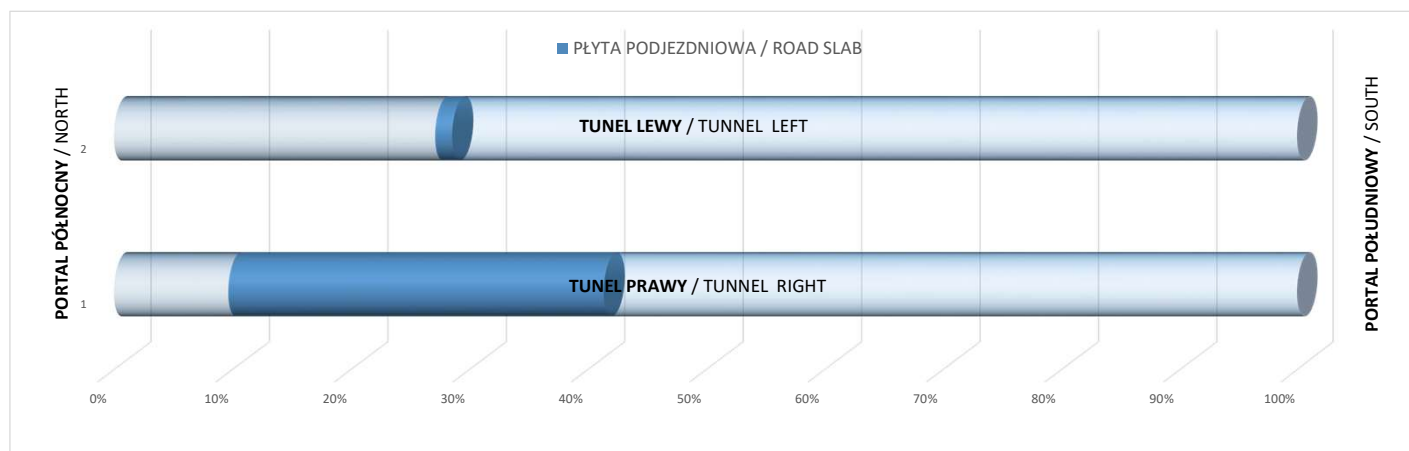 PŁYTA PODJEZDNIOWA / ROAD SLAB
PORTAL PÓŁNOCNY / NORTH
2
TUNEL LEWY / TUNNEL LEFT
1
TUNEL PRAWY / TUNNEL RIGHT
PORTAL POŁUDNIOWY / SOUTH
0% 10% 20% 30% 40% 50% 60% 70% 80% 90% 100%